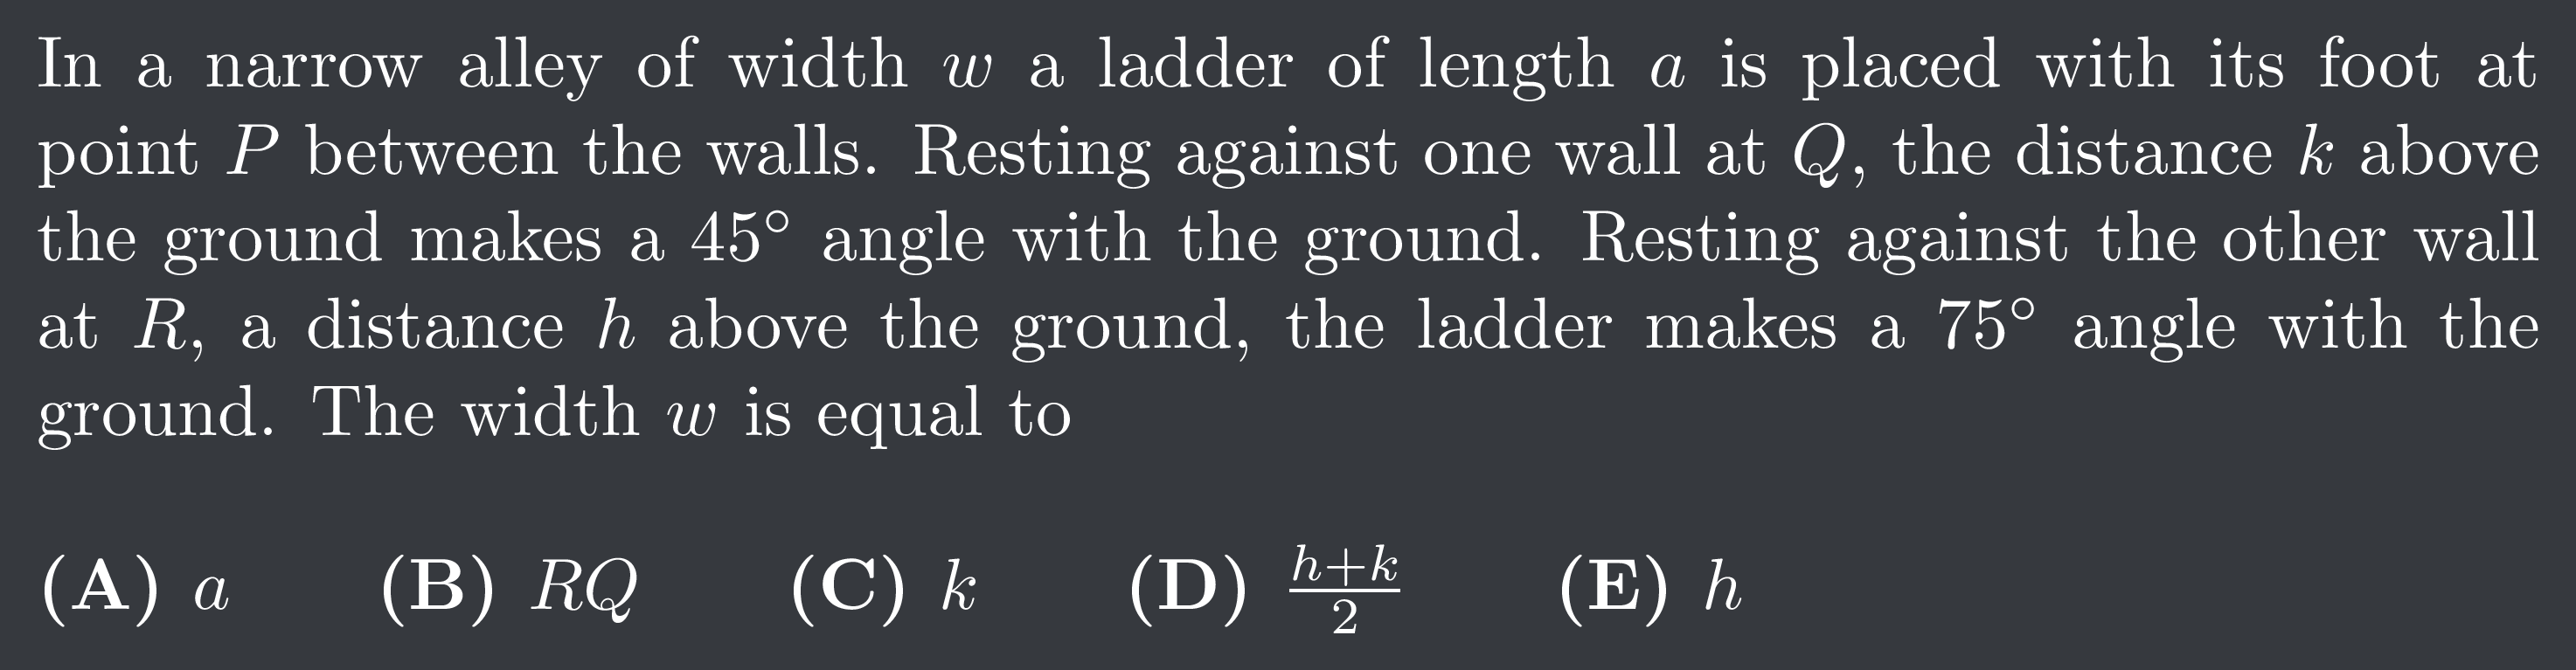 In a narrow alley of width w a ladder of length a is placed with its foot at
point P between the walls. Resting against one wall at Q, the distance k above
the ground makes a 45° angle with the ground. Resting against the other wall
at R, a distance h above the ground, the ladder makes a 75° angle with the
ground. The width w is equal to
(A) a (B) RQ (C) k (D) \frac{h+k}{2} (E) h